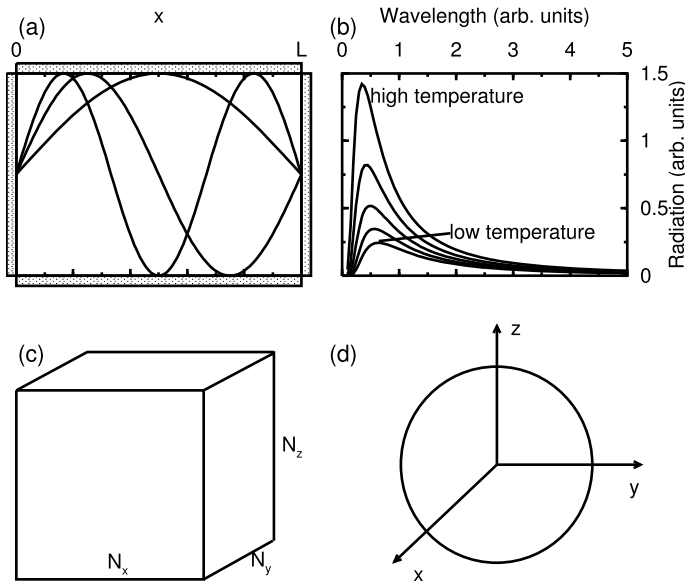 (a)
x
0
L
(b)
Wavelength (arb. units)
0
1
2
3
4
5
1.5
1
0.5
0
Radiation (arb. units)
high temperature
low temperature
(c)
N_x
N_y
N_z
(d)
z
y
x